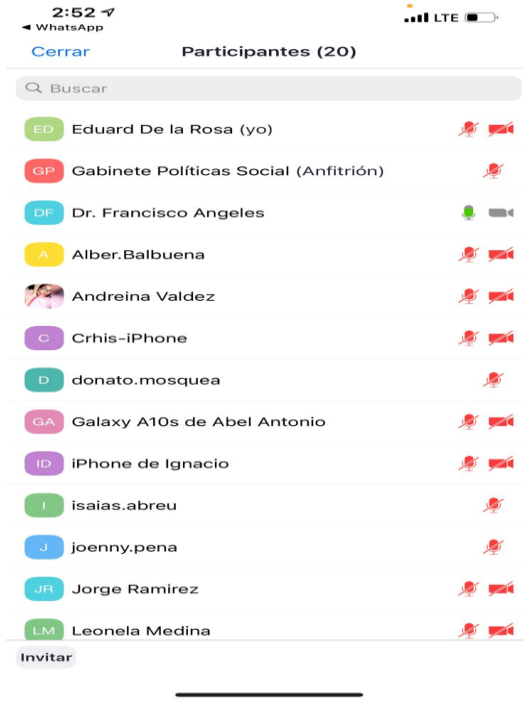 2:52
WhatsApp
LTE
Cerrar
Participantes (20)
Buscar
ED Eduard De la Rosa (yo)
GP Gabinete Políticas Social (Anfitrión)
DF Dr. Francisco Angeles
A Alber.Balbuena
Andreina Valdez
C Crhis-iPhone
D donato.mosquea
GA Galaxy A10s de Abel Antonio
ID iPhone de Ignacio
I isaias.abreu
J joenny.pena
JR Jorge Ramirez
LM Leonela Medina
Invitar